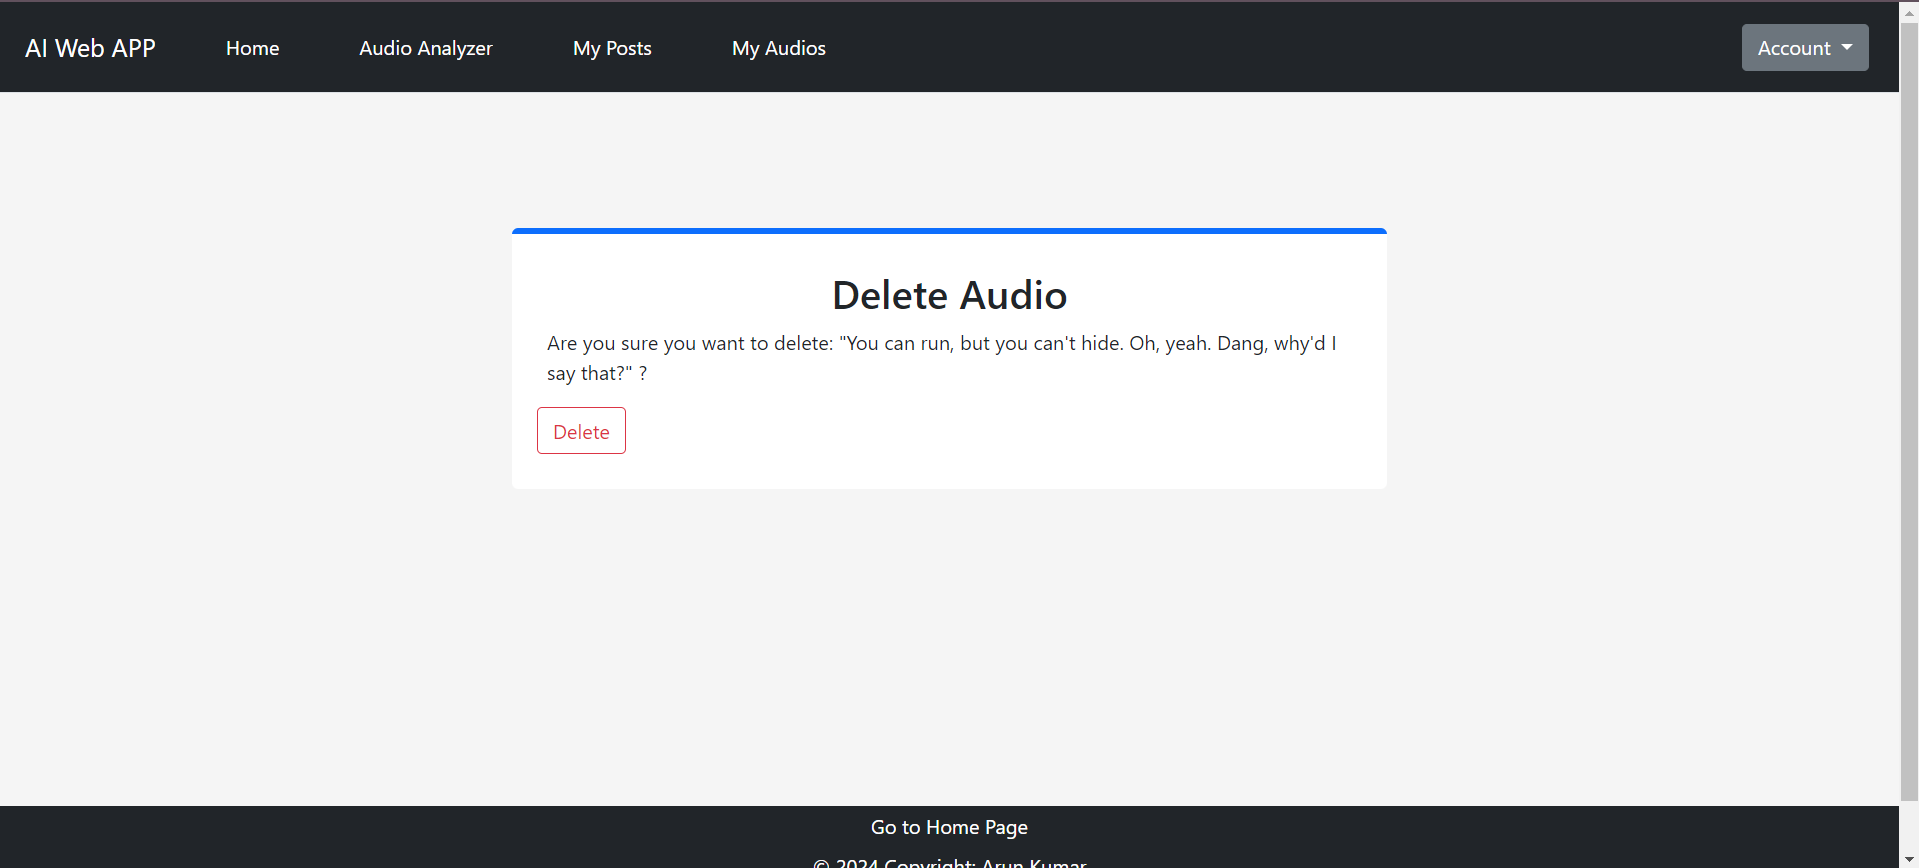 AI Web APP
Home
Audio Analyzer
My Posts
My Audios
Account
Delete Audio
Are you sure you want to delete: "You can run, but you can't hide. Oh, yeah. Dang, why'd I
say that?" ?
Delete
Go to Home Page
© 2024 Copyright: Arun Kumar